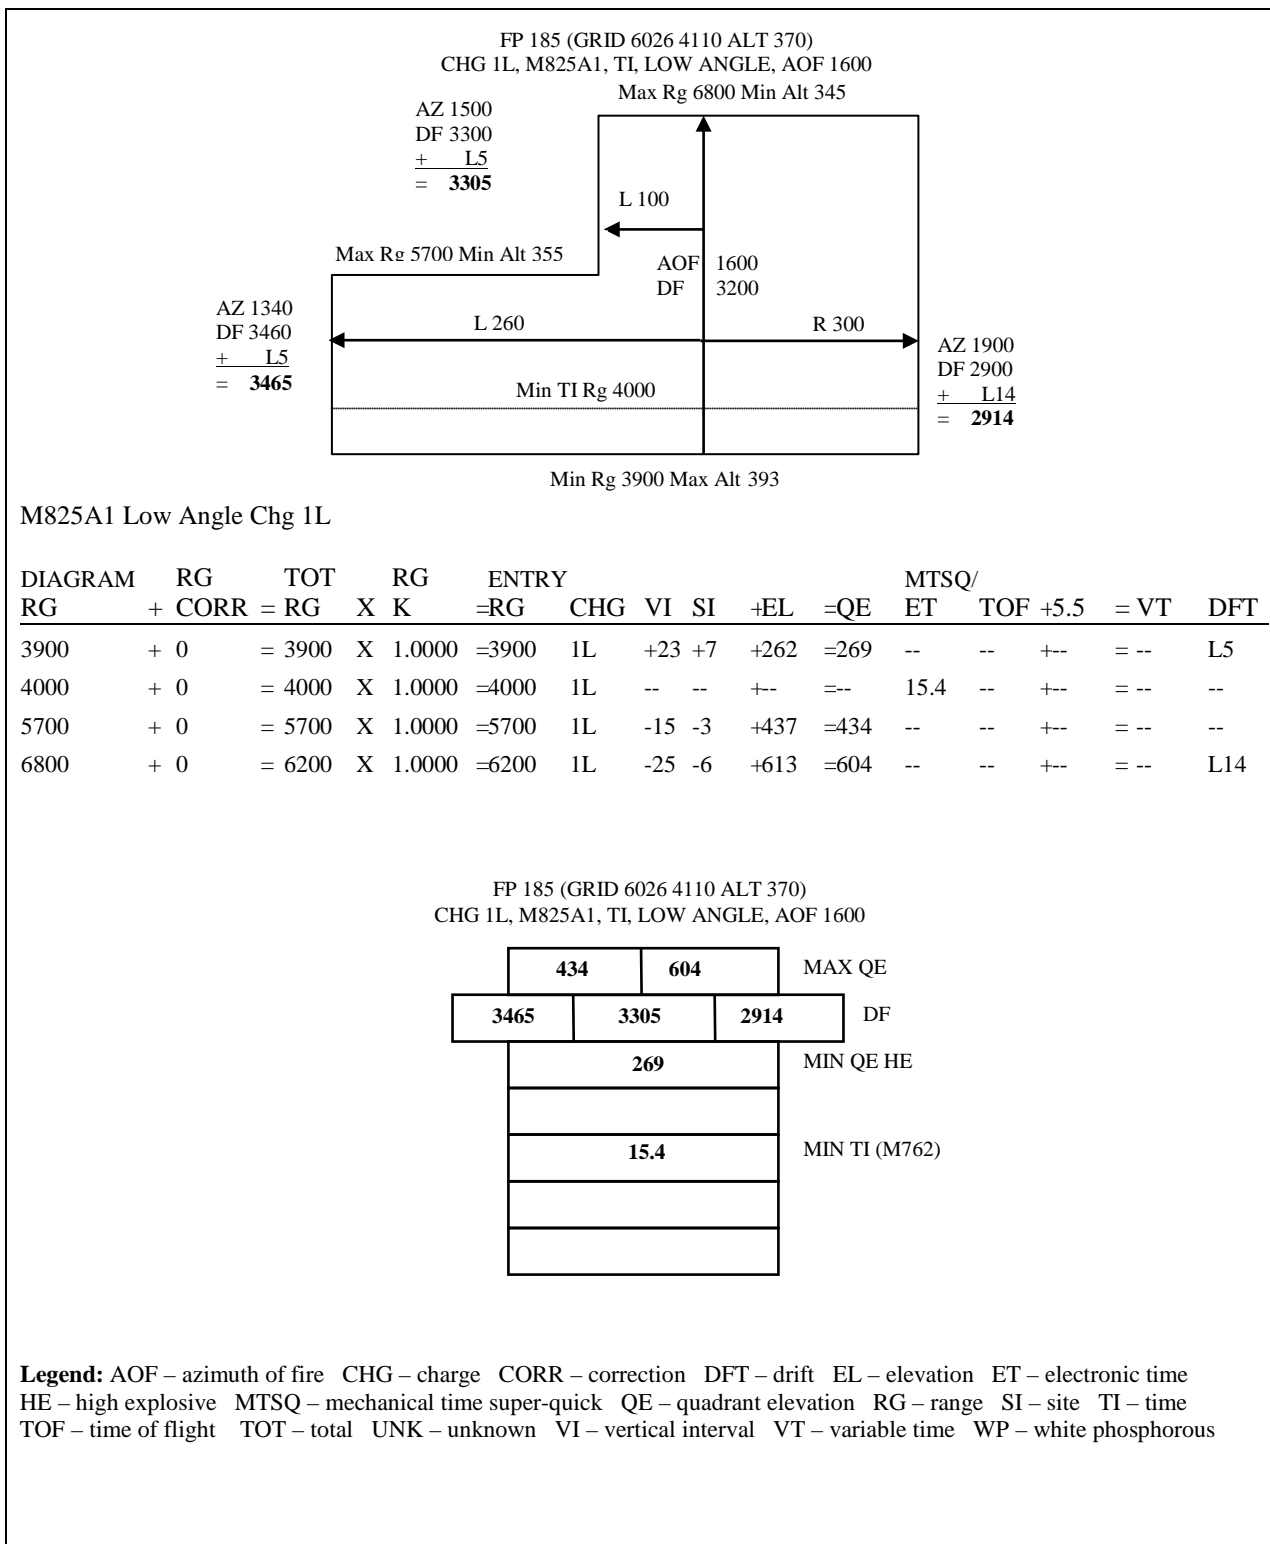 FP 185 (GRID 6026 4110 ALT 370)
CHG 1L, M825A1, TI, LOW ANGLE, AOF 1600
Max Rg 6800 Min Alt 345
AZ 1500
DF 3300
+ L5
= 3305
L 100
Max Rg 5700 Min Alt 355
AOF 1600
DF 3200
AZ 1340
DF 3460
+ L5
= 3465
L 260
R 300
AZ 1900
DF 2900
+ L14
= 2914
Min TI Rg 4000
Min Rg 3900 Max Alt 393
M825A1 Low Angle Chg 1L
DIAGRAM RG TOT RG ENTRY MTSQ/
RG + CORR = RG X K =RG CHG VI SI +EL =QE ET TOF +5.5 = VT DFT
3900 + 0 = 3900 X 1.0000 =3900 1L +23 +7 +262 =269 -- -- +-- = -- L5
4000 + 0 = 4000 X 1.0000 =4000 1L -- -- +-- =-- 15.4 -- +-- = -- --
5700 + 0 = 5700 X 1.0000 =5700 1L -15 -3 +437 =434 -- -- +-- = -- --
6800 + 0 = 6200 X 1.0000 =6200 1L -25 -6 +613 =604 -- -- +-- = -- L14
FP 185 (GRID 6026 4110 ALT 370)
CHG 1L, M825A1, TI, LOW ANGLE, AOF 1600
434 604 MAX QE
3465 3305 2914 DF
269 MIN QE HE
15.4 MIN TI (M762)
Legend: AOF – azimuth of fire CHG – charge CORR – correction DFT – drift EL – elevation ET – electronic time
HE – high explosive MTSQ – mechanical time super-quick QE – quadrant elevation RG – range SI – site TI – time
TOF – time of flight TOT – total UNK – unknown VI – vertical interval VT – variable time WP – white phosphorous